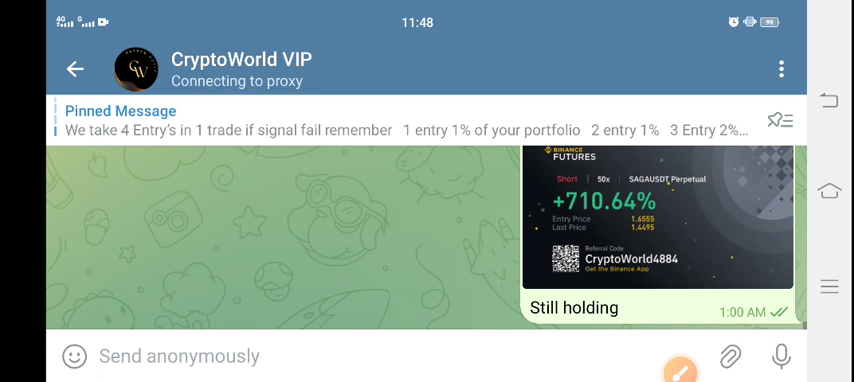 4G G 11:48 99
CryptoWorld VIP
Connecting to proxy
Pinned Message
We take 4 Entry's in 1 trade if signal fail remember 1 entry 1% of your portfolio 2 entry 1% 3 Entry 2%...
BINANCE
FUTURES
Short | 50x | SAGAUSDT Perpetual
+710.64%
Entry Price 1.6555
Last Price 1.4495
Referral Code
CryptoWorld4884
Get the Binance App
Still holding
1:00 AM
Send anonymously